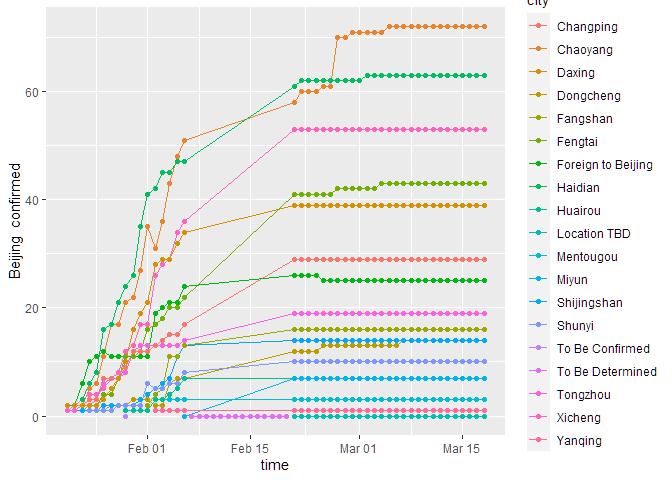 City
Changping
Chaoyang
Daxing
Dongcheng
Fangshan
Fengtai
Foreign to Beijing
Haidian
Huairou
Location TBD
Mentougou
Miyun
Shijingshan
Shunyi
To Be Confirmed
To Be Determined
Tongzhou
Xicheng
Yanqing
Beijing confirmed
60
40
20
0
Feb 01
Feb 15
Mar 01
Mar 15
time